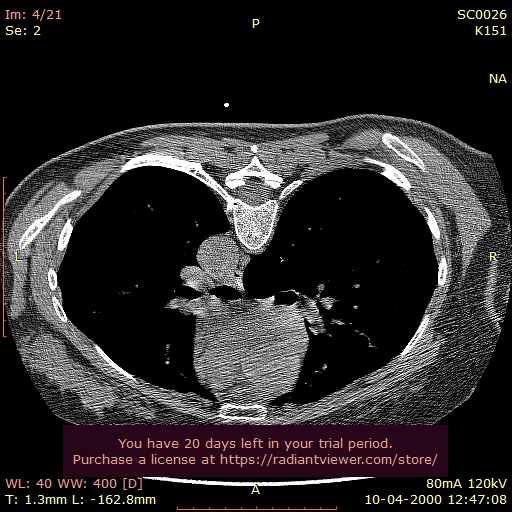 Im: 4/21
Se: 2
P
SC0026
K151
NA
L
R
You have 20 days left in your trial period.
Purchase a license at https://radiantviewer.com/store/
WL: 40 WW: 400 [D]
T: 1.3mm L: -162.8mm
A
80mA 120kV
10-04-2000 12:47:08